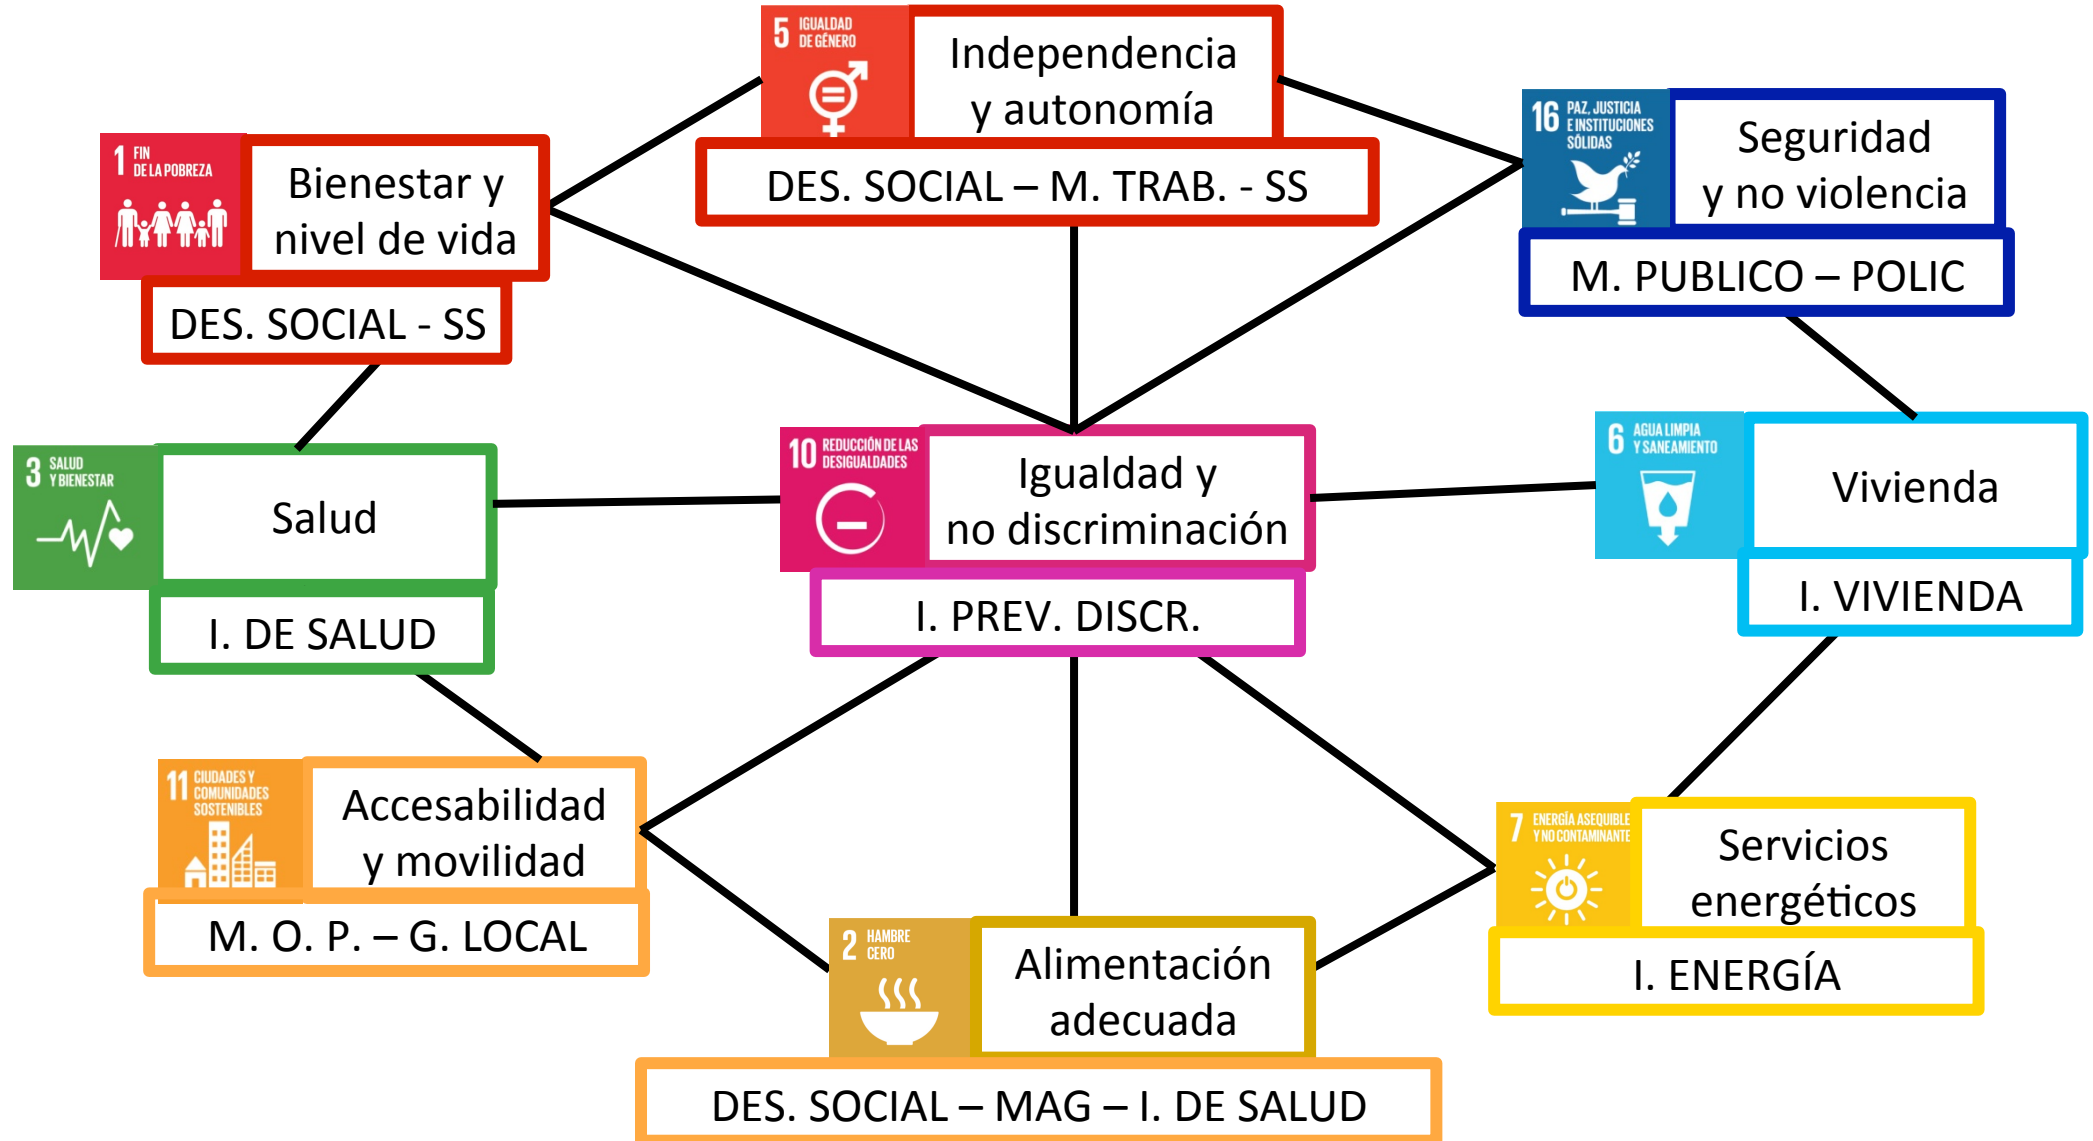 5 IGUALDAD
DE GÉNERO
Independencia
y autonomía
DES. SOCIAL – M. TRAB. - SS
1 FIN
DE LA POBREZA
Bienestar y
nivel de vida
DES. SOCIAL - SS
16 PAZ, JUSTICIA
E INSTITUCIONES
SÓLIDAS
Seguridad
y no violencia
M. PUBLICO – POLIC
3 SALUD
Y BIENESTAR
Salud
I. DE SALUD
10 REDUCCIÓN DE LAS
DESIGUALDADES
Igualdad y
no discriminación
I. PREV. DISCR.
6 AGUA LIMPIA
Y SANEAMIENTO
Vivienda
I. VIVIENDA
11 CIUDADES Y
COMUNIDADES
SOSTENIBLES
Accesabilidad
y movilidad
M. O. P. – G. LOCAL
2 HAMBRE
CERO
Alimentación
adecuada
DES. SOCIAL – MAG – I. DE SALUD
7 ENERGÍA ASEQUIBLE
Y NO CONTAMINANTE
Servicios
energéticos
I. ENERGÍA